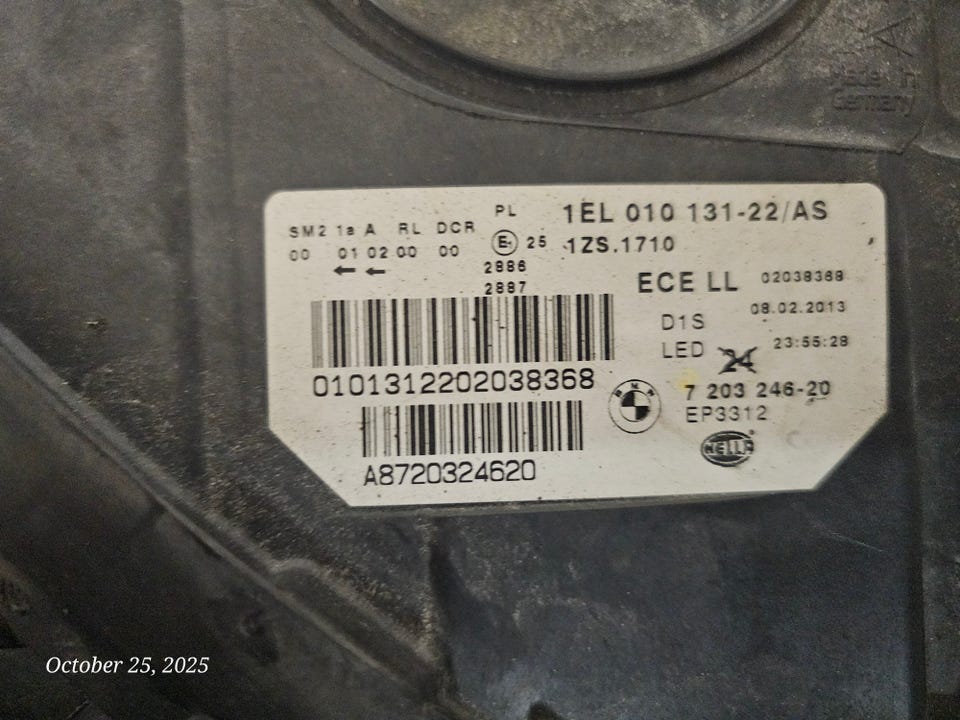 Made in
Germany
PL
1EL 010 131-22/AS
SM2 1a A RL DCR
E1 25
1ZS.1710
00 01 02 00 00
2886
2887
ECE LL 02038368
08.02.2013
D1S
LED 24 23:55:28
0101312202038368
BMW
7 203 246-20
EP3312
HELLA
A8720324620
October 25, 2025